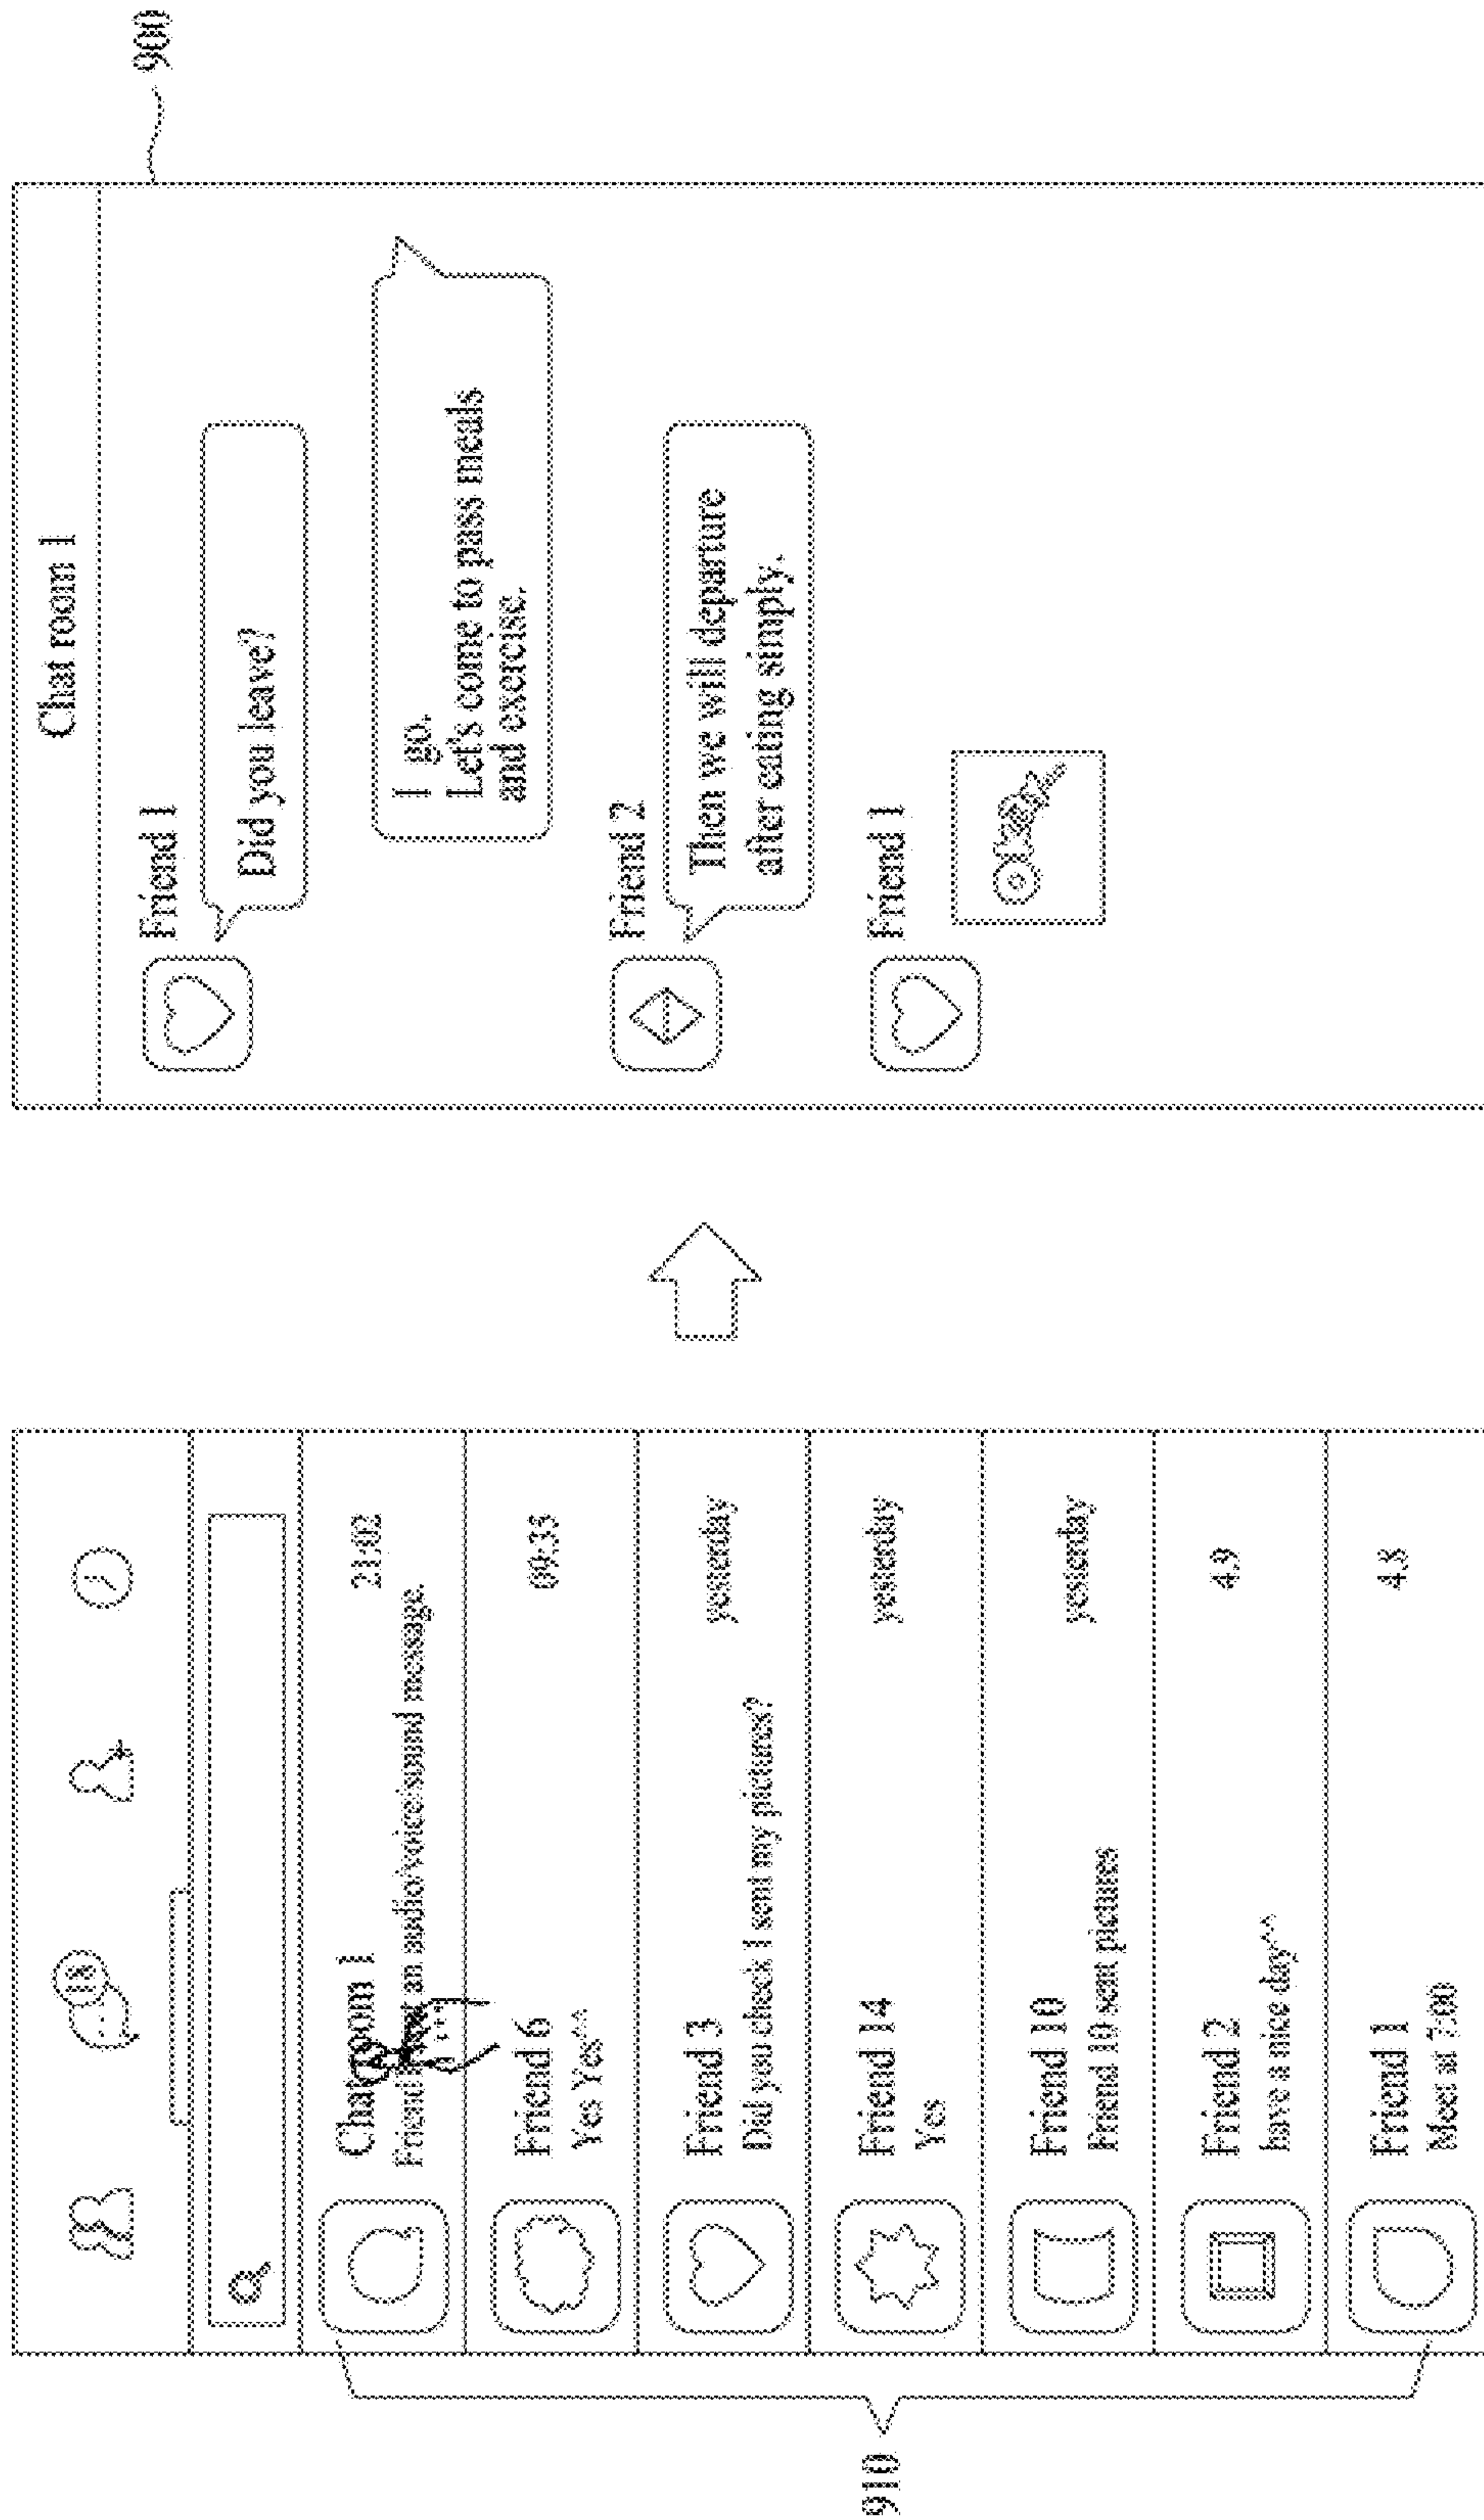 18
Chat room 1
21:02
Friend sent an audio/voice/sound message.
Friend 6
09:33
Yes Yes^^
Friend 3
yesterday
Did you check I sent my pictures?
Friend 14
yesterday
Yes
Friend 10
yesterday
Friend 10 sent pictures
Friend 2
4.9
have a nice day^^
Friend 1
4.8
Meet at 7:00
910
Chat room 1
Friend 1
Did you leave?
I go.
Let's come to pass meals
and exercise.
Friend 2
Then we will departure
after eating simply.
Friend 1
900